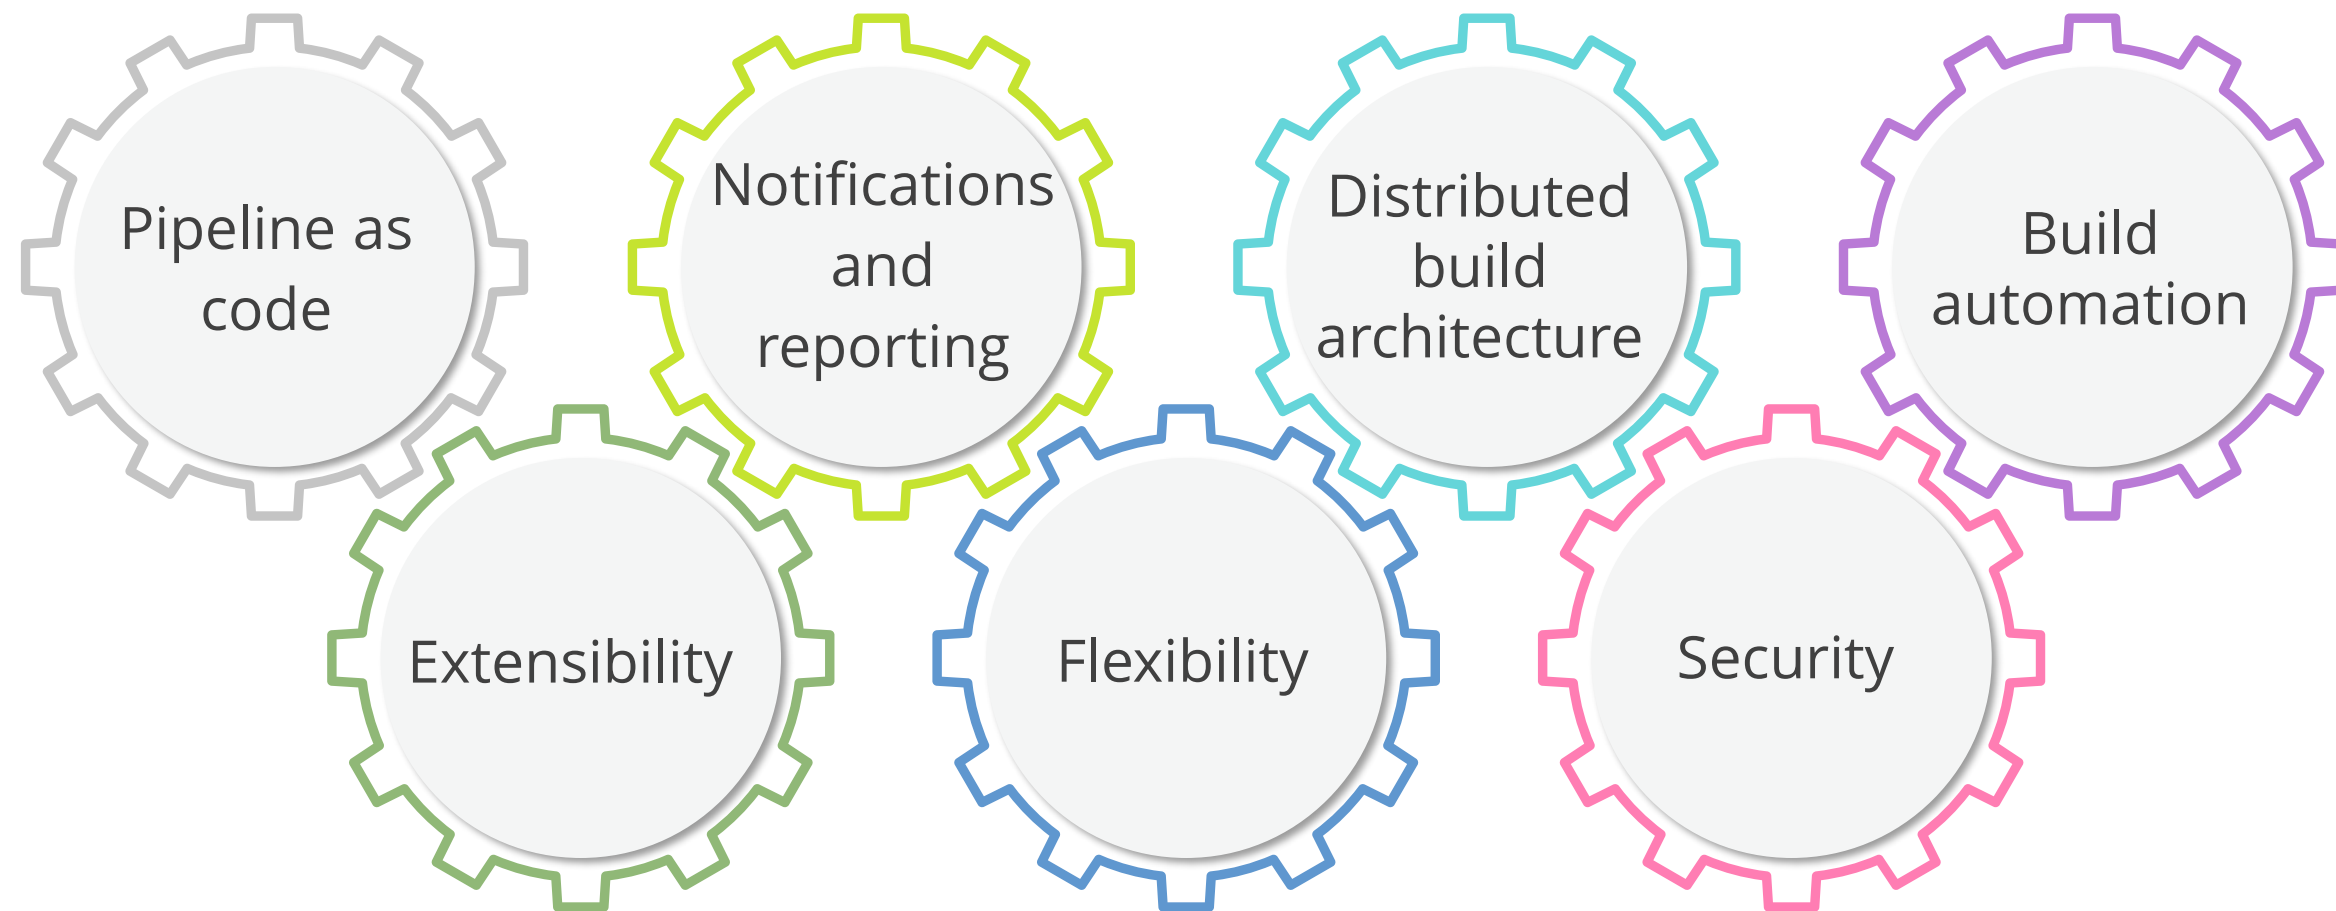 Pipeline as
code
Notifications
and
reporting
Distributed
build
architecture
Build
automation
Extensibility
Flexibility
Security